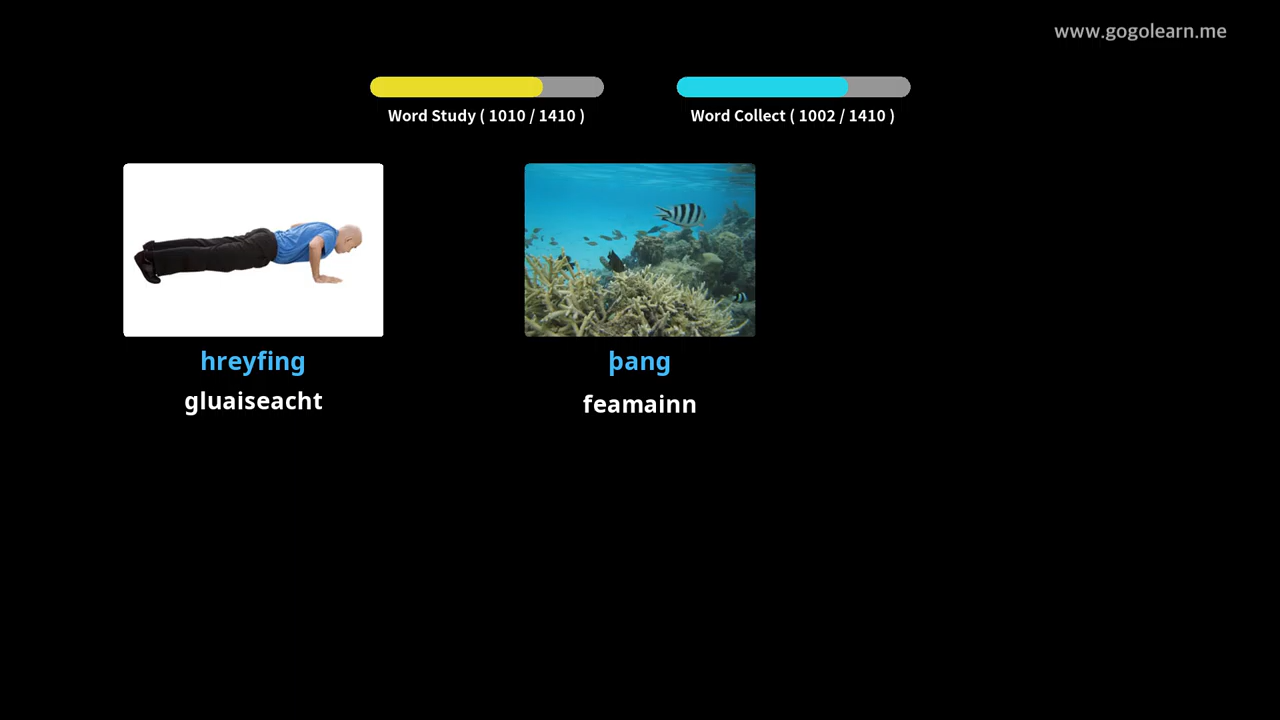 www.gogolearn.me
Word Study ( 1010 / 1410 )
Word Collect ( 1002 / 1410 )
hreyfing
gluaiseacht
þang
feamainn